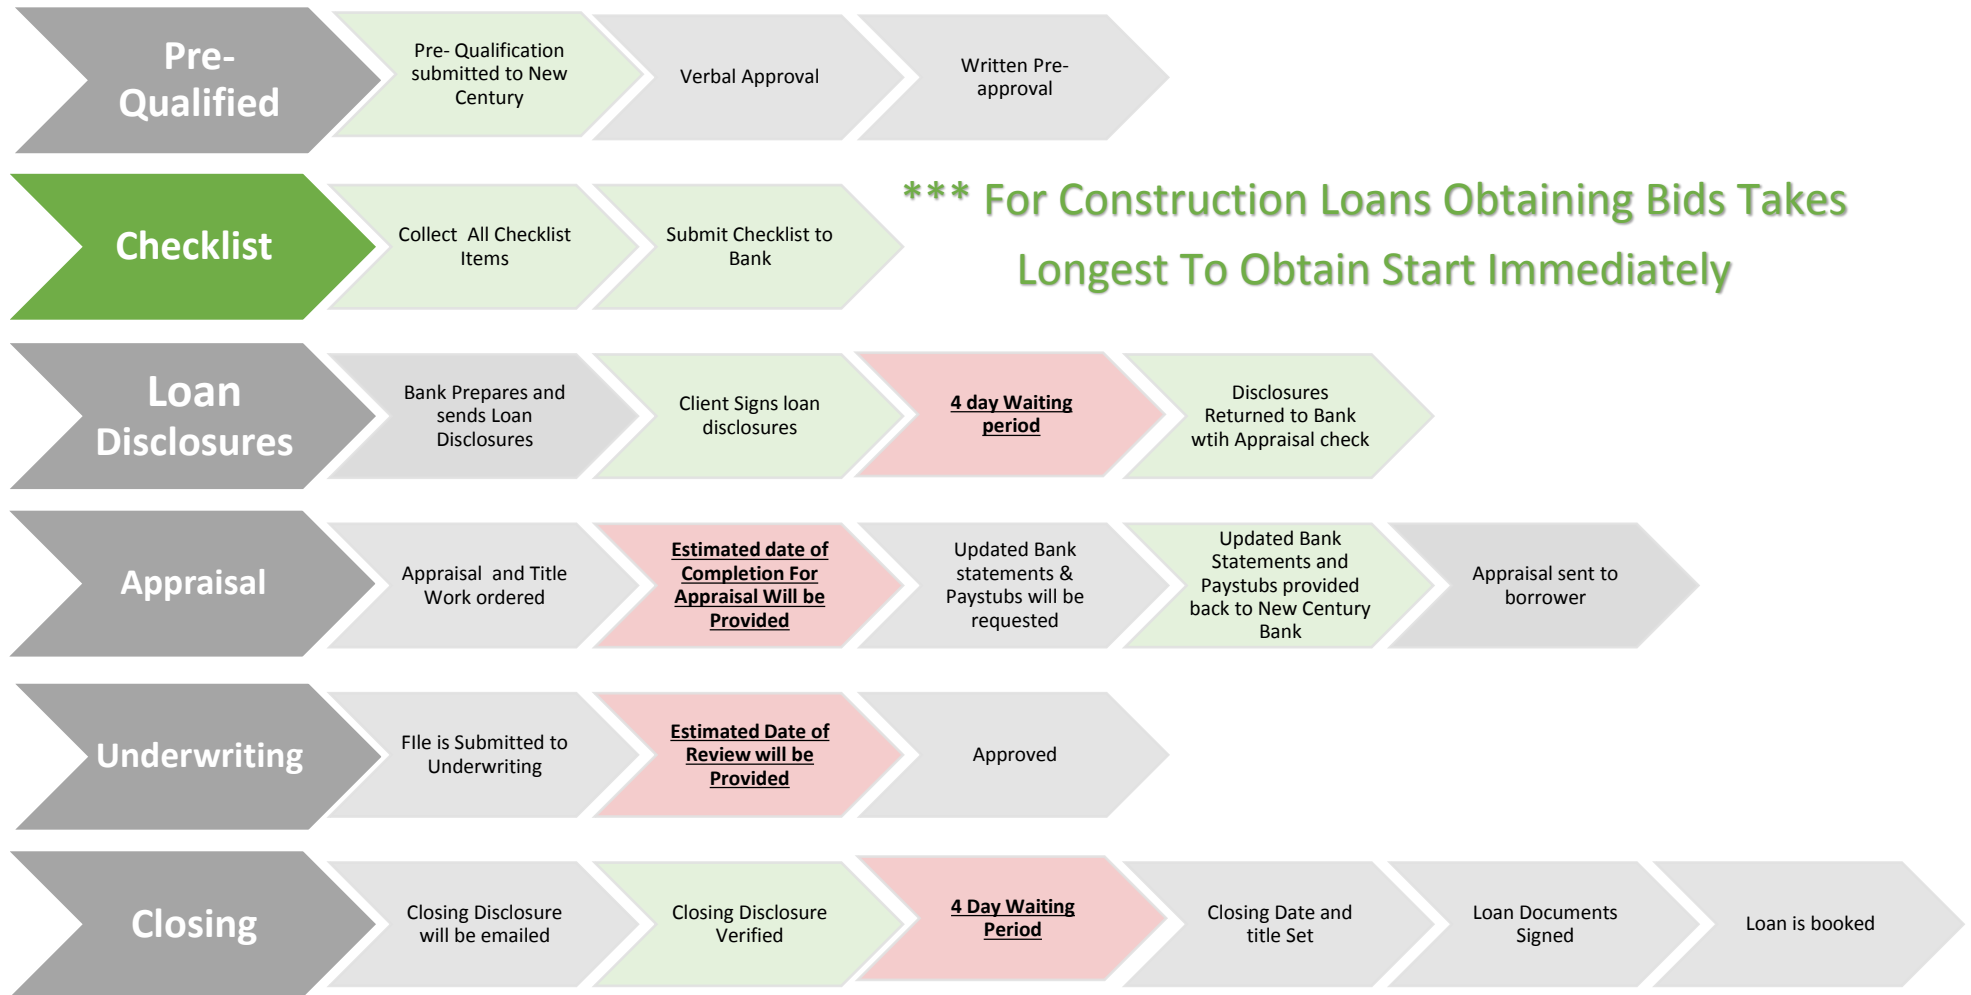 Pre-
Qualified
Pre- Qualification
submitted to New
Century
Verbal Approval
Written Pre-
approval
Checklist
Collect  All Checklist
Items
Submit Checklist to
Bank
*** For Construction Loans Obtaining Bids Takes
Longest To Obtain Start Immediately
Loan
Disclosures
Bank Prepares and
sends Loan
Disclosures
Client Signs loan
disclosures
4 day Waiting
period
Disclosures
Returned to Bank
wtih Appraisal check
Appraisal
Appraisal  and Title
Work ordered
Estimated date of
Completion For
Appraisal Will be
Provided
Updated Bank
statements &
Paystubs will be
requested
Updated Bank
Statements and
Paystubs provided
back to New Century
Bank
Appraisal sent to
borrower
Underwriting
FIle is Submitted to
Underwriting
Estimated Date of
Review will be
Provided
Approved
Closing
Closing Disclosure
will be emailed
Closing Disclosure
Verified
4 Day Waiting
Period
Closing Date and
title Set
Loan Documents
Signed
Loan is booked